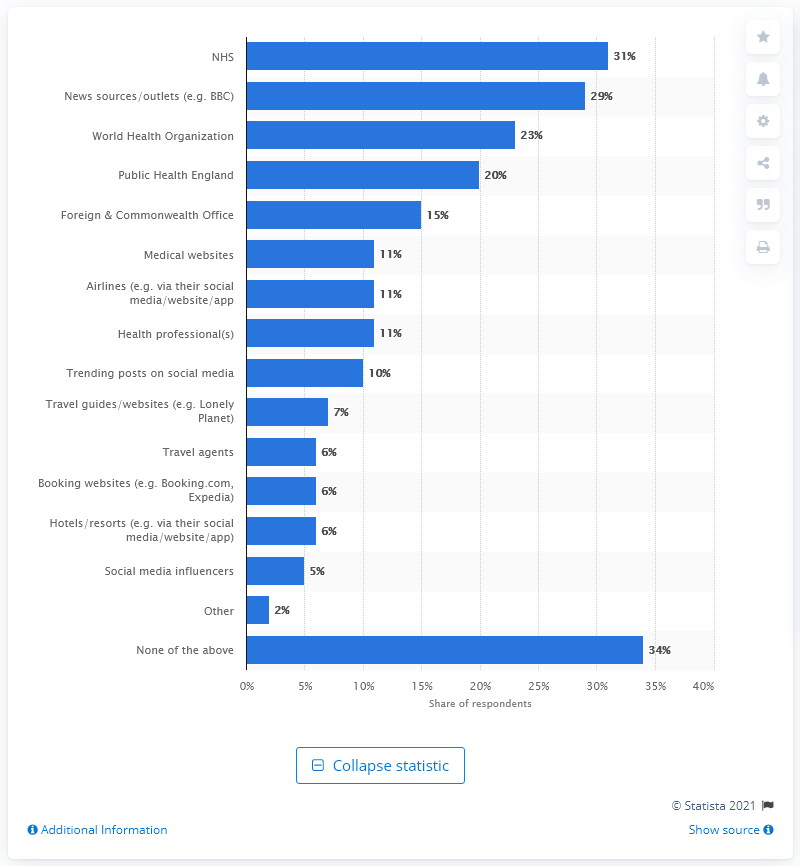 NHS 31%
News sources/outlets (e.g. BBC) 29%
World Health Organization 23%
Public Health England 20%
Foreign & Commonwealth Office 15%
Medical websites 11%
Airlines (e.g. via their social
media/website/app 11%
Health professional(s) 11%
Trending posts on social media 10%
Travel guides/websites (e.g. Lonely
Planet) 7%
Travel agents 6%
Booking websites (e.g. Booking.com,
Expedia) 6%
Hotels/resorts (e.g. via their social
media/website/app) 6%
Social media influencers 5%
Other 2%
None of the above 34%
0% 5% 10% 15% 20% 25% 30% 35% 40%
Share of respondents
Collapse statistic
© Statista 2021
Additional Information Show source